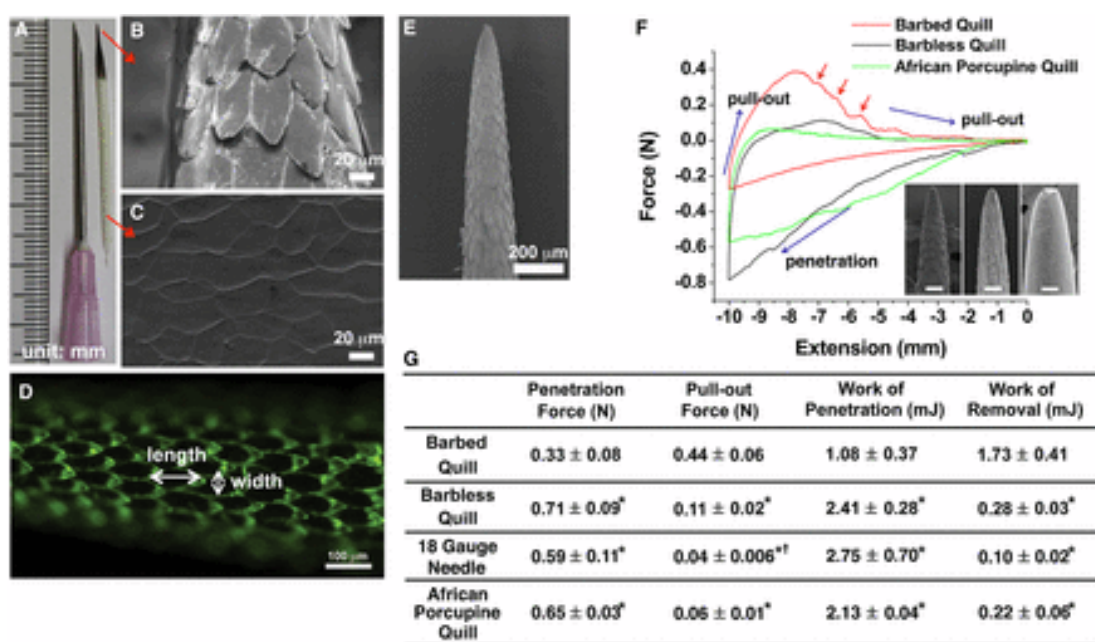 A
unit: mm
B
20 μm
C
20 μm
D
length
width
100 μm
E
200 μm
F
Barbed Quill
Barbless Quill
African Porcupine Quill
pull-out
pull-out
penetration
Force (N)
0.4
0.2
0.0
-0.2
-0.4
-0.6
-0.8
-10 -9 -8 -7 -6 -5 -4 -3 -2 -1 0
Extension (mm)
G
Penetration Force (N) Pull-out Force (N) Work of Penetration (mJ) Work of Removal (mJ)
Barbed Quill 0.33 ± 0.08 0.44 ± 0.06 1.08 ± 0.37 1.73 ± 0.41
Barbless Quill 0.71 ± 0.09* 0.11 ± 0.02* 2.41 ± 0.28* 0.28 ± 0.03*
18 Gauge Needle 0.59 ± 0.11* 0.04 ± 0.006*† 2.75 ± 0.70* 0.10 ± 0.02*
African Porcupine Quill 0.65 ± 0.03* 0.06 ± 0.01* 2.13 ± 0.04* 0.22 ± 0.06*